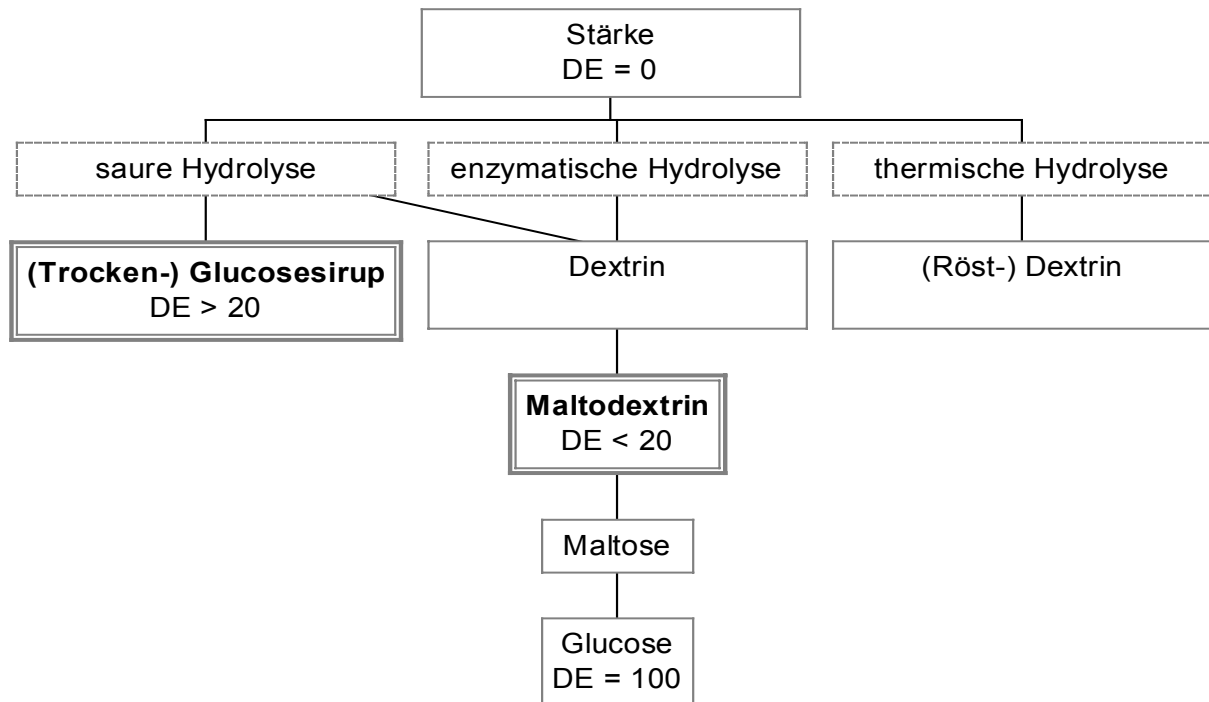 Stärke
DE = 0
saure Hydrolyse
enzymatische Hydrolyse
thermische Hydrolyse
(Trocken-) Glucosesirup
DE > 20
Dextrin
(Röst-) Dextrin
Maltodextrin
DE < 20
Maltose
Glucose
DE = 100